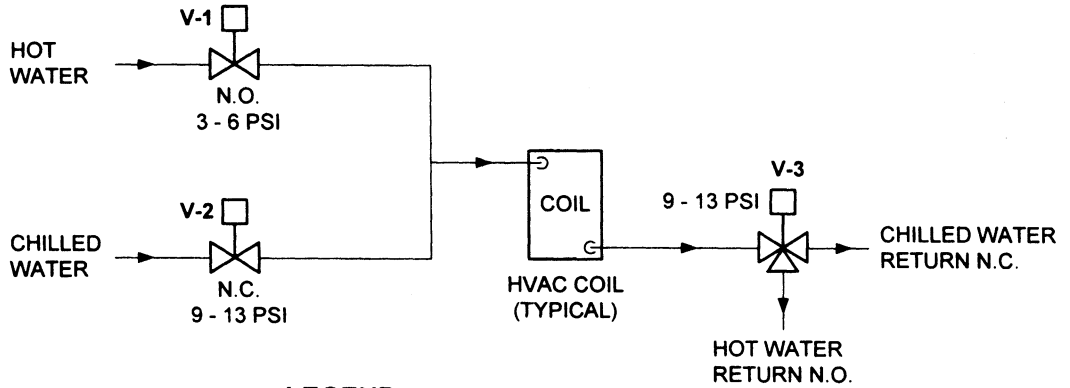 V-1
HOT
WATER
N.O.
3 - 6 PSI
V-2
CHILLED
WATER
N.C.
9 - 13 PSI
COIL
HVAC COIL
(TYPICAL)
V-3
9 - 13 PSI
CHILLED WATER
RETURN N.C.
HOT WATER
RETURN N.O.